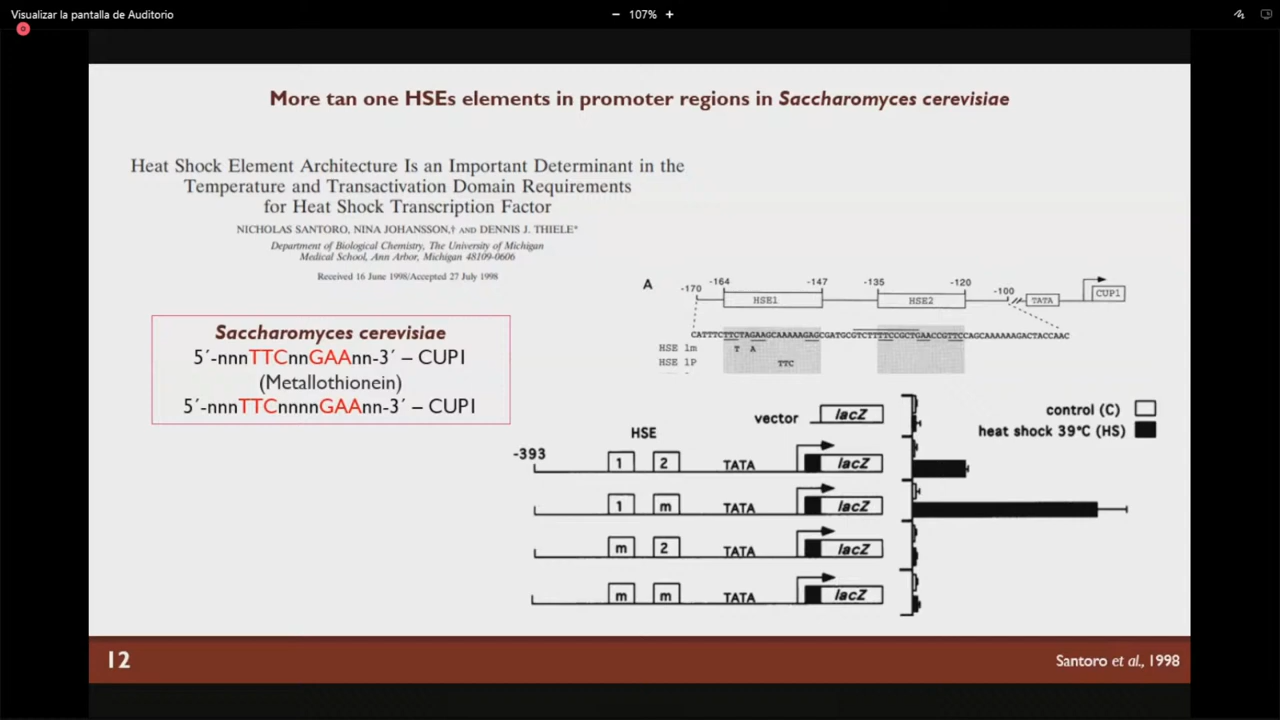 Visualizar la pantalla de Auditorio
− 107% +
More tan one HSEs elements in promoter regions in Saccharomyces cerevisiae
Heat Shock Element Architecture Is an Important Determinant in the
Temperature and Transactivation Domain Requirements
for Heat Shock Transcription Factor
NICHOLAS SANTORO, NINA JOHANSSON,† AND DENNIS J. THIELE*
Department of Biological Chemistry, The University of Michigan
Medical School, Ann Arbor, Michigan 48109-0606
Received 16 June 1998/Accepted 27 July 1998
Saccharomyces cerevisiae
5´-nnnTTCnnGAAnn-3´ – CUPI
(Metallothionein)
5´-nnnTTCnnnnGAAnn-3´ – CUPI
A
-170 -164 -147 -135 -120 -100
HSE1 HSE2 TATA CUP1
CATTTCTTCTAGAAGCAAAAAGAGCGATGCGTCTTTTCCGCTGAACCGTTCCAGCAAAAAAGACTACCAAC
HSE 1m T A
HSE 1P TTC
vector lacZ
control (C)
heat shock 39°C (HS)
HSE
-393
1 2 TATA lacZ
1 m TATA lacZ
m 2 TATA lacZ
m m TATA lacZ
12
Santoro et al., 1998